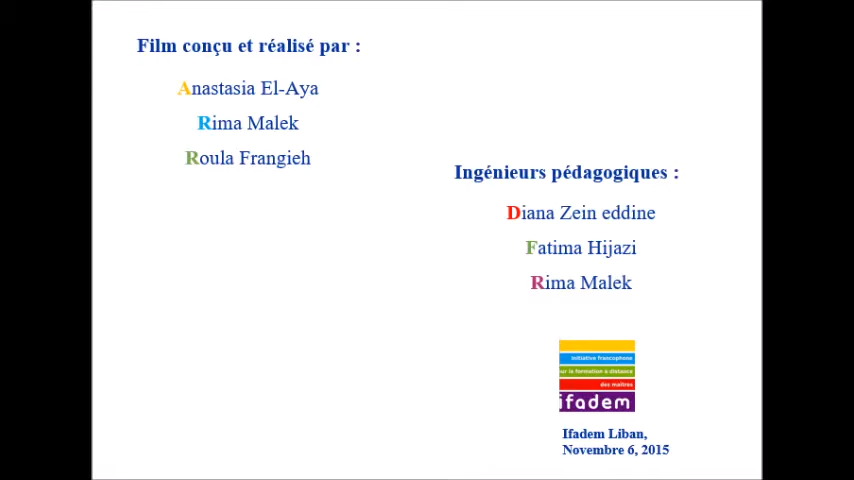 Film conçu et réalisé par :
Anastasia El-Aya
Rima Malek
Roula Frangieh
Ingénieurs pédagogiques :
Diana Zein eddine
Fatima Hijazi
Rima Malek
initiative francophone
ur la formation a distance
des maîtres
ifadem
Ifadem Liban,
Novembre 6, 2015